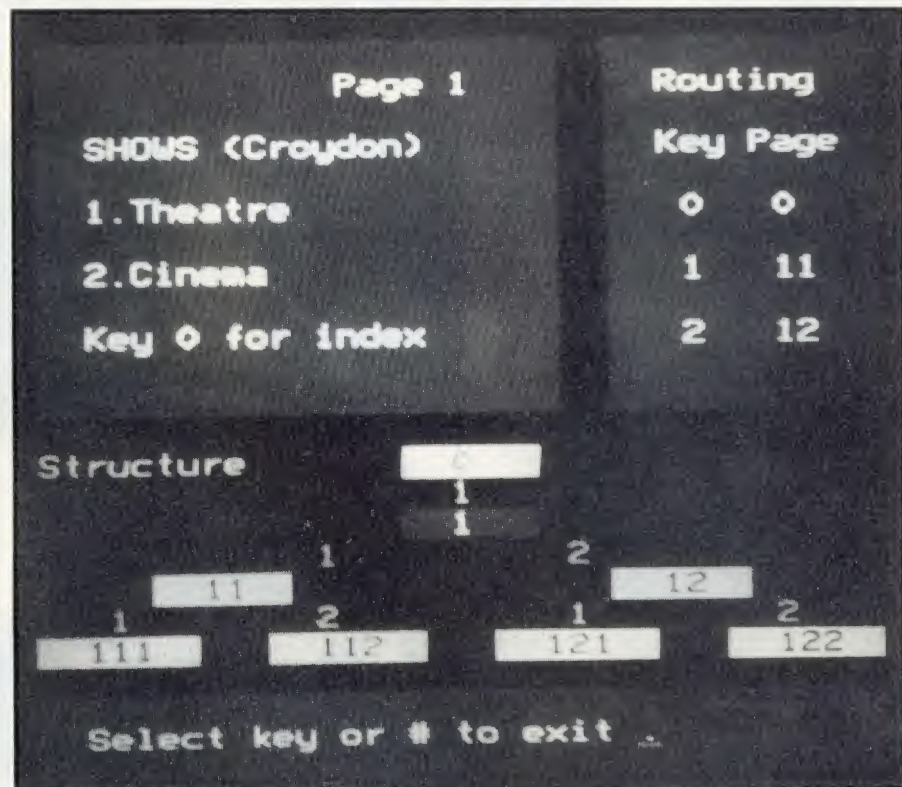 Page 1
SHOWS (Croydon)
1.Theatre
2.Cinema
Key 0 for index
Routing
Key Page
0 0
1 11
2 12
Structure
0
1
1
1 2
11 12
1 2 1 2
111 112 121 122
Select key or # to exit